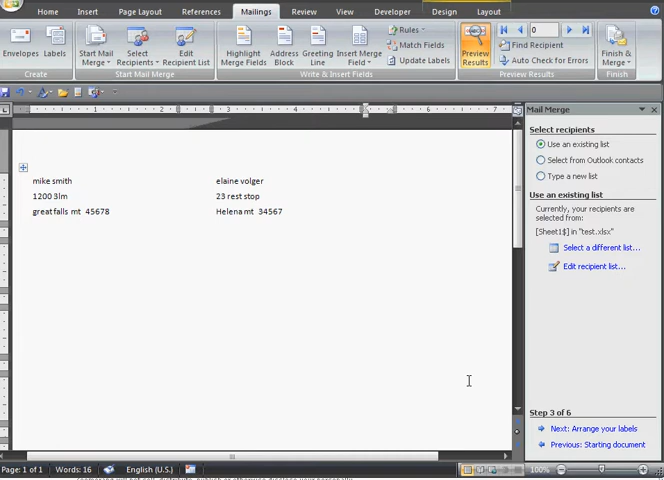 Home Insert Page Layout References Mailings Review View Developer Design Layout
Envelopes Labels
Start Mail Merge
Select Recipients
Edit Recipient List
Highlight Merge Fields
Address Block
Greeting Line
Insert Merge Field
Rules
Match Fields
Update Labels
Preview Results
0
Find Recipient
Auto Check for Errors
Finish & Merge
Create Start Mail Merge Write & Insert Fields Preview Results Finish
Mail Merge
Select recipients
Use an existing list
Select from Outlook contacts
Type a new list
Use an existing list
Currently, your recipients are
selected from:
[Sheet1$] in "test.xlsx"
Select a different list...
Edit recipient list...
mike smith
1200 3lm
great falls mt 45678
elaine volger
23 rest stop
Helena mt 34567
Step 3 of 6
Next: Arrange your labels
Previous: Starting document
Page: 1 of 1 Words: 16 English (U.S.) 100%